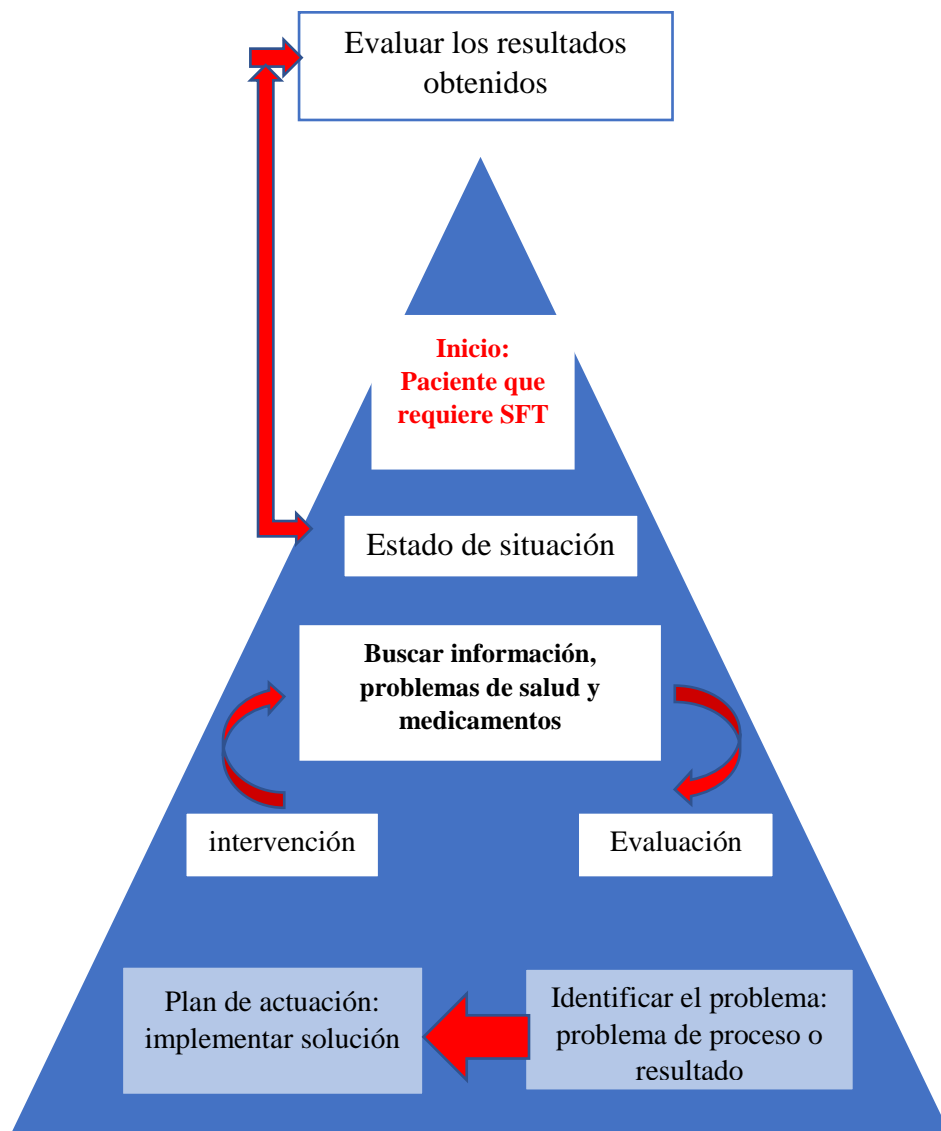 Evaluar los resultados
obtenidos
Inicio:
Paciente que
requiere SFT
Estado de situación
Buscar información,
problemas de salud y
medicamentos
intervención
Evaluación
Plan de actuación:
implementar solución
Identificar el problema:
problema de proceso o
resultado